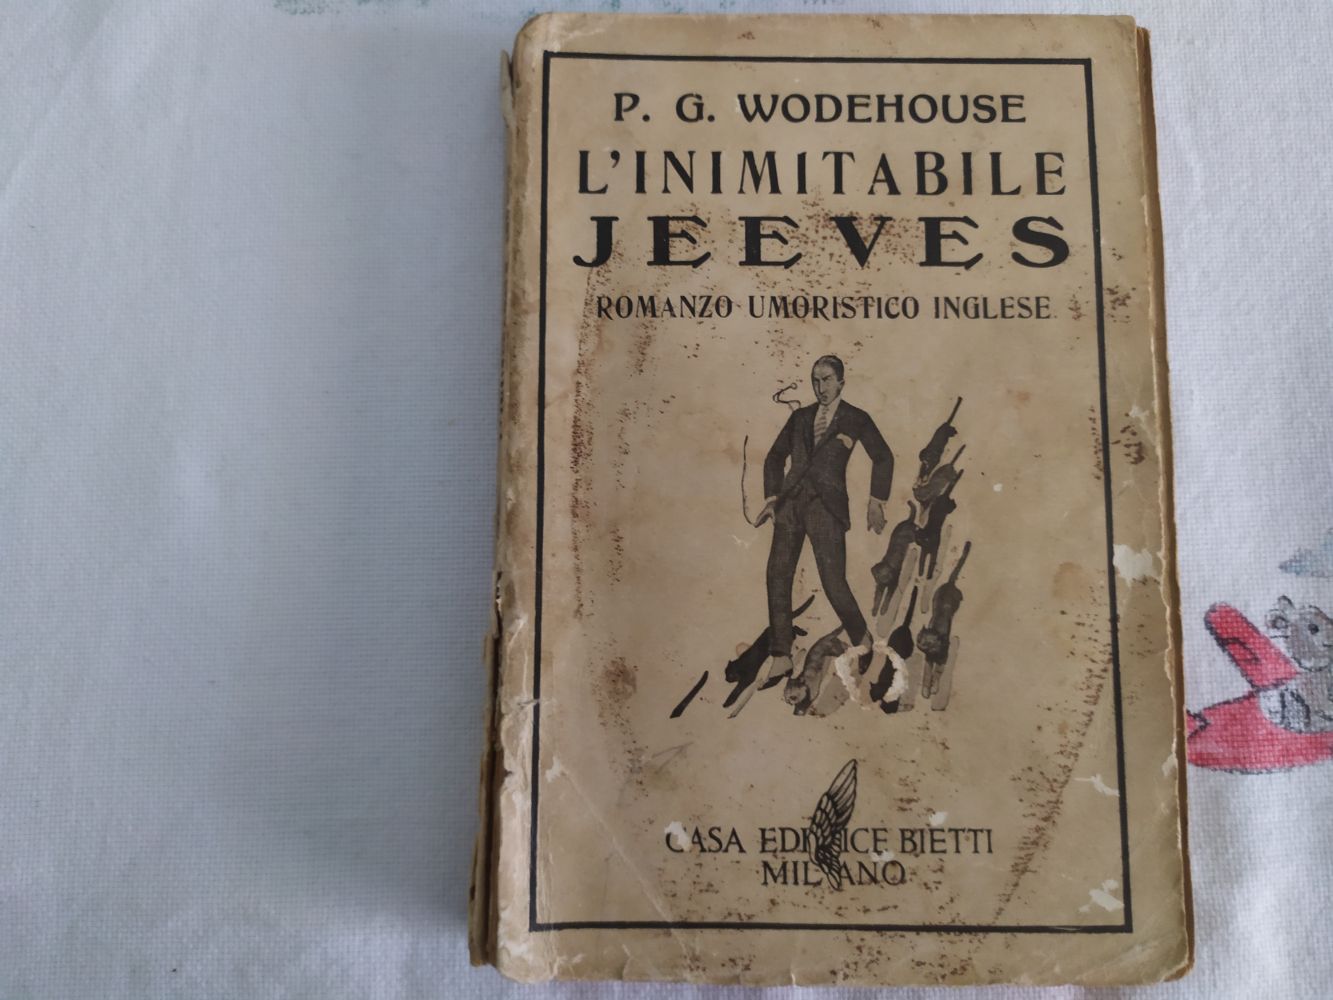 P. G. WODEHOUSE
L'INIMITABILE
JEEVES
ROMANZO UMORISTICO INGLESE
CASA EDITRICE BIETTI
MILANO